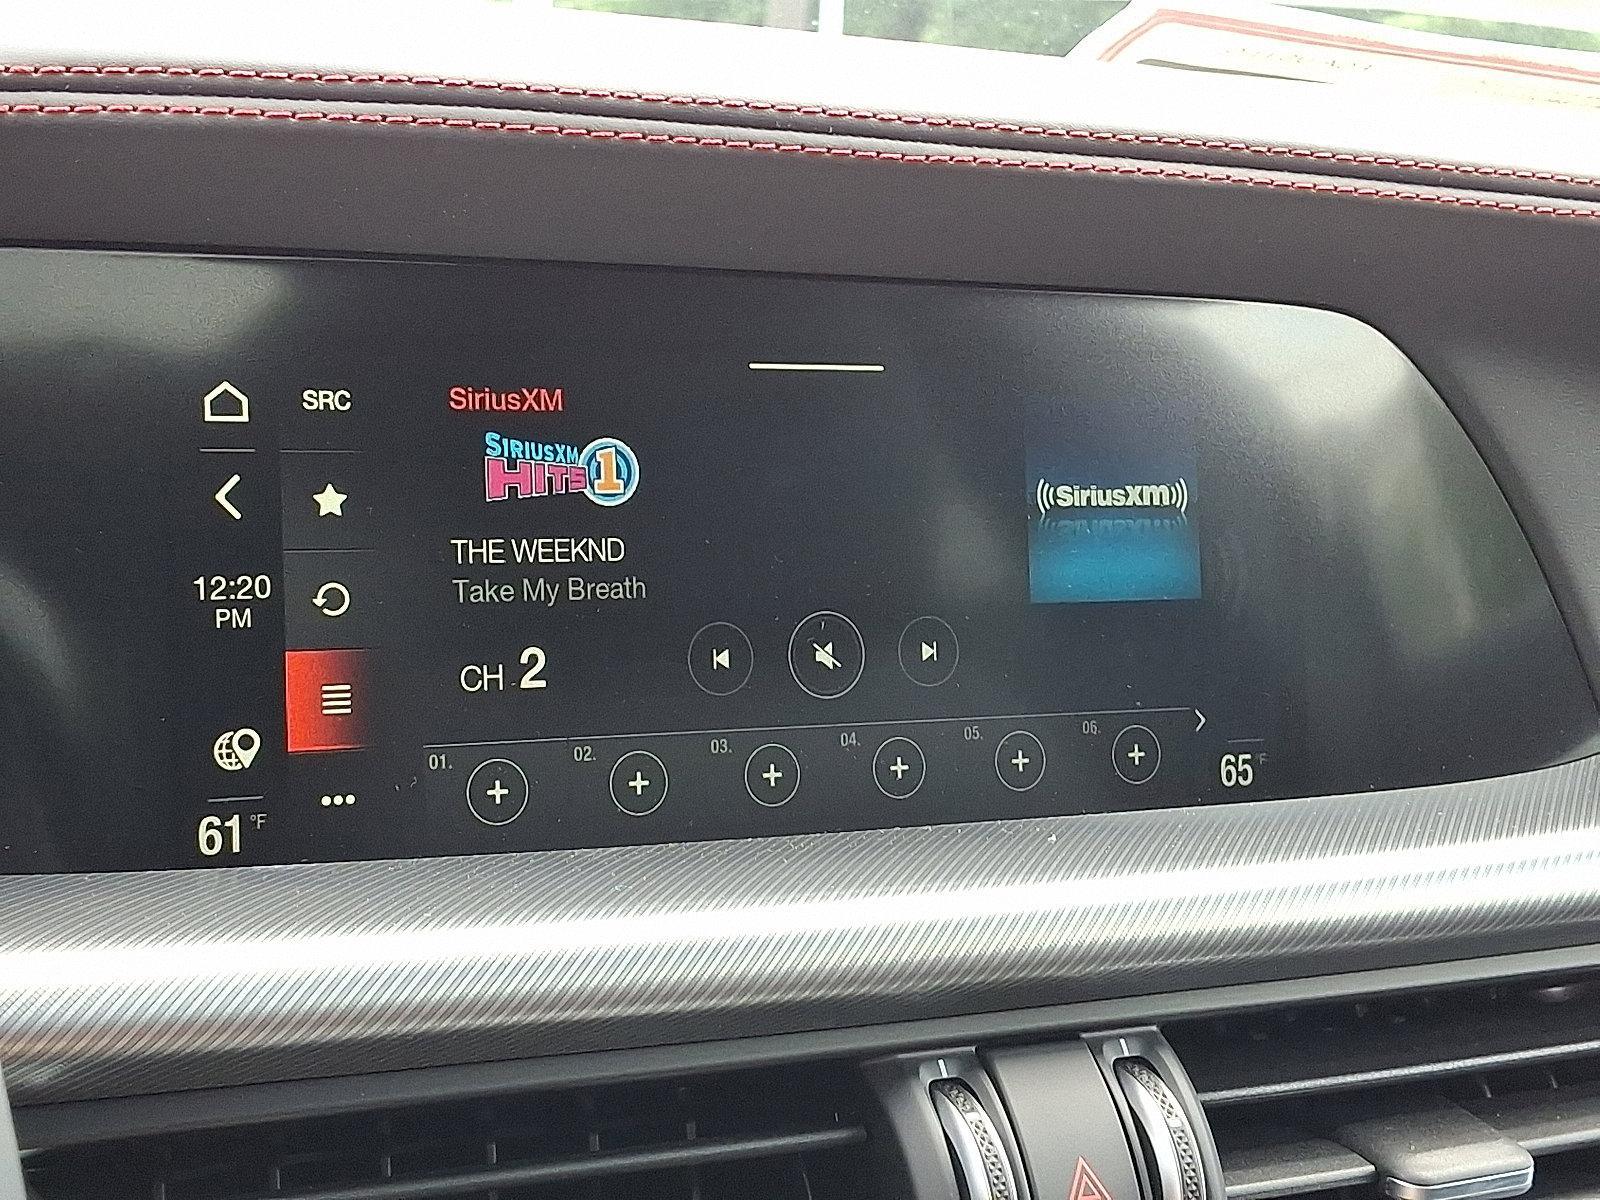 SRC
SiriusXM
SIRIUSXM
HITS 1
((SiriusXM))
THE WEEKND
Take My Breath
12:20
PM
CH 2
01.
02.
03.
04.
05.
06.
61 °F
65 °F